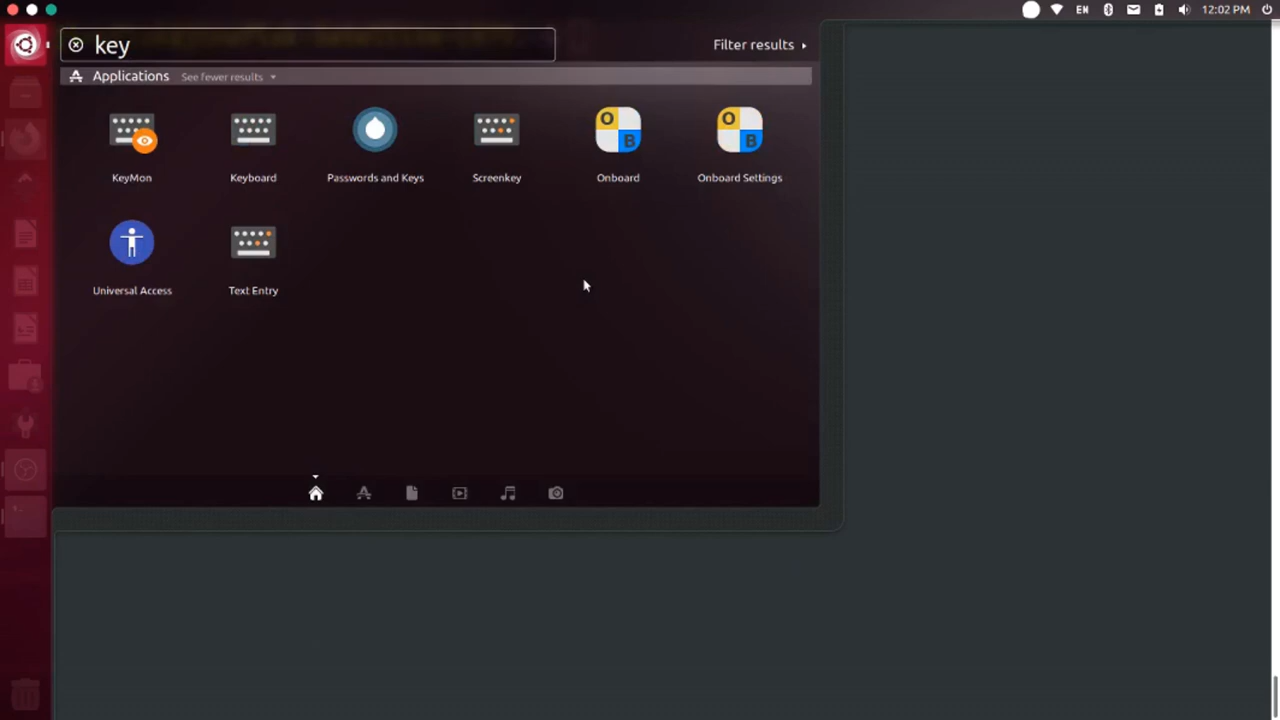 EN 12:02 PM
key Filter results
Applications See fewer results
KeyMon Keyboard Passwords and Keys Screenkey Onboard Onboard Settings
Universal Access Text Entry